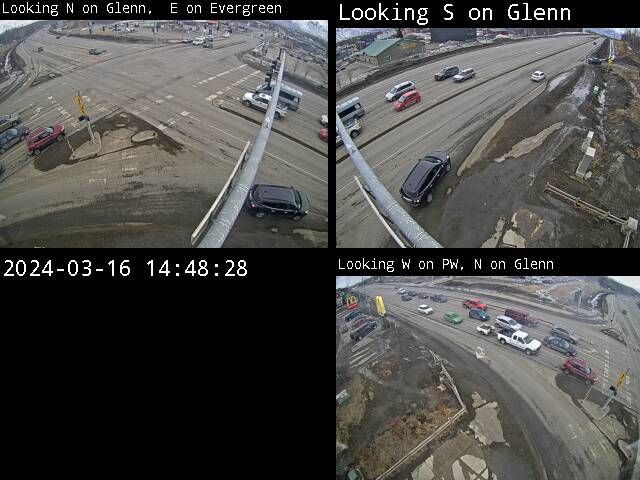 Looking N on Glenn, E on Evergreen
Looking S on Glenn
2024-03-16 14:48:28
Looking W on PW, N on Glenn